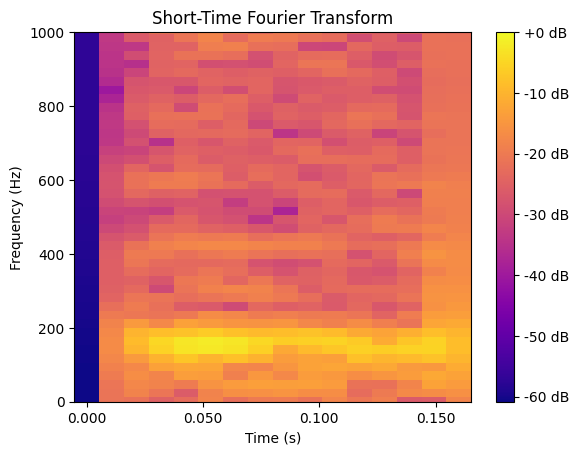 Short-Time Fourier Transform
Frequency (Hz)
1000
800
600
400
200
0
0.000
0.050
0.100
0.150
Time (s)
+0 dB
-10 dB
-20 dB
-30 dB
-40 dB
-50 dB
-60 dB